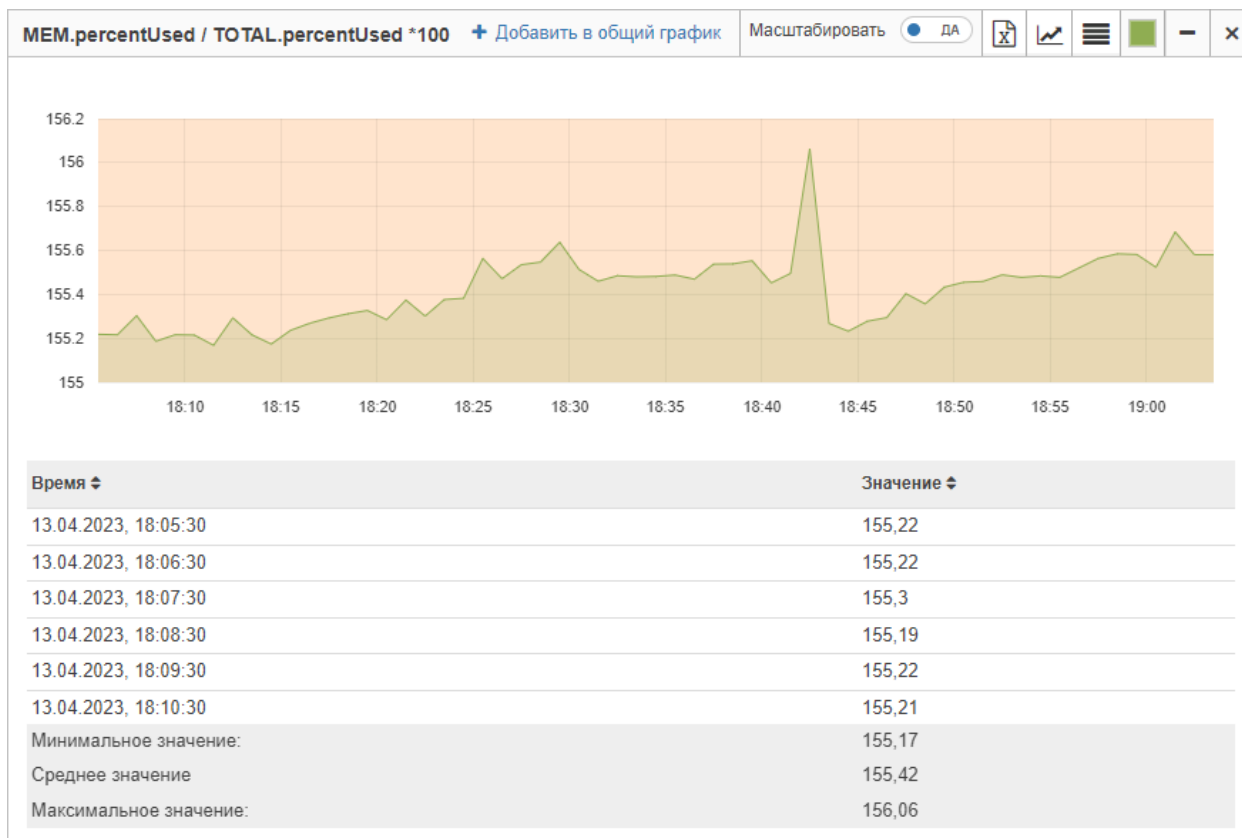 MEM.percentUsed / TOTAL.percentUsed *100 + Добавить в общий график Масштабировать ДА
156.2
156
155.8
155.6
155.4
155.2
155
18:10 18:15 18:20 18:25 18:30 18:35 18:40 18:45 18:50 18:55 19:00
Время Значение
13.04.2023, 18:05:30 155,22
13.04.2023, 18:06:30 155,22
13.04.2023, 18:07:30 155,3
13.04.2023, 18:08:30 155,19
13.04.2023, 18:09:30 155,22
13.04.2023, 18:10:30 155,21
Минимальное значение: 155,17
Среднее значение 155,42
Максимальное значение: 156,06